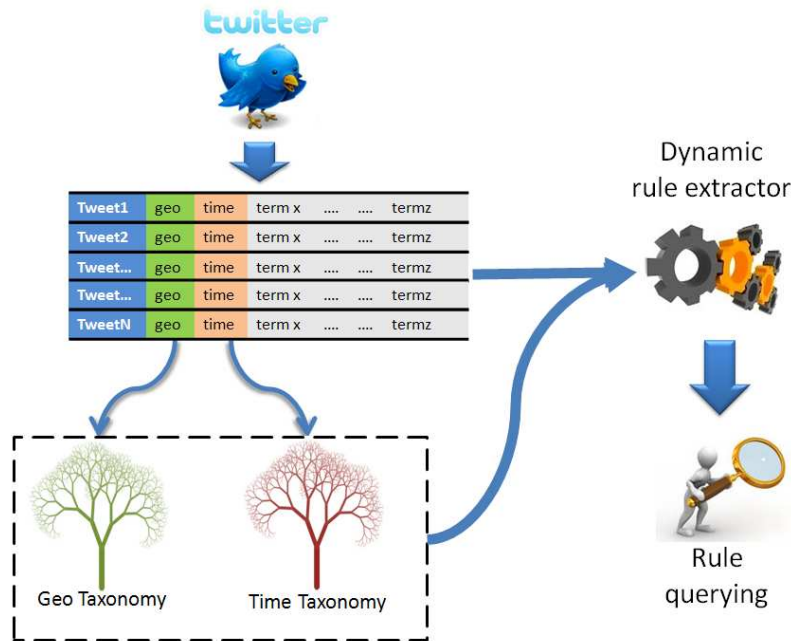 twitter
Tweet1 geo time term x .... .... termz
Tweet2 geo time term x .... .... termz
Tweet... geo time term x .... .... termz
Tweet... geo time term x .... .... termz
TweetN geo time term x .... .... termz
Dynamic
rule extractor
Geo Taxonomy
Time Taxonomy
Rule
querying